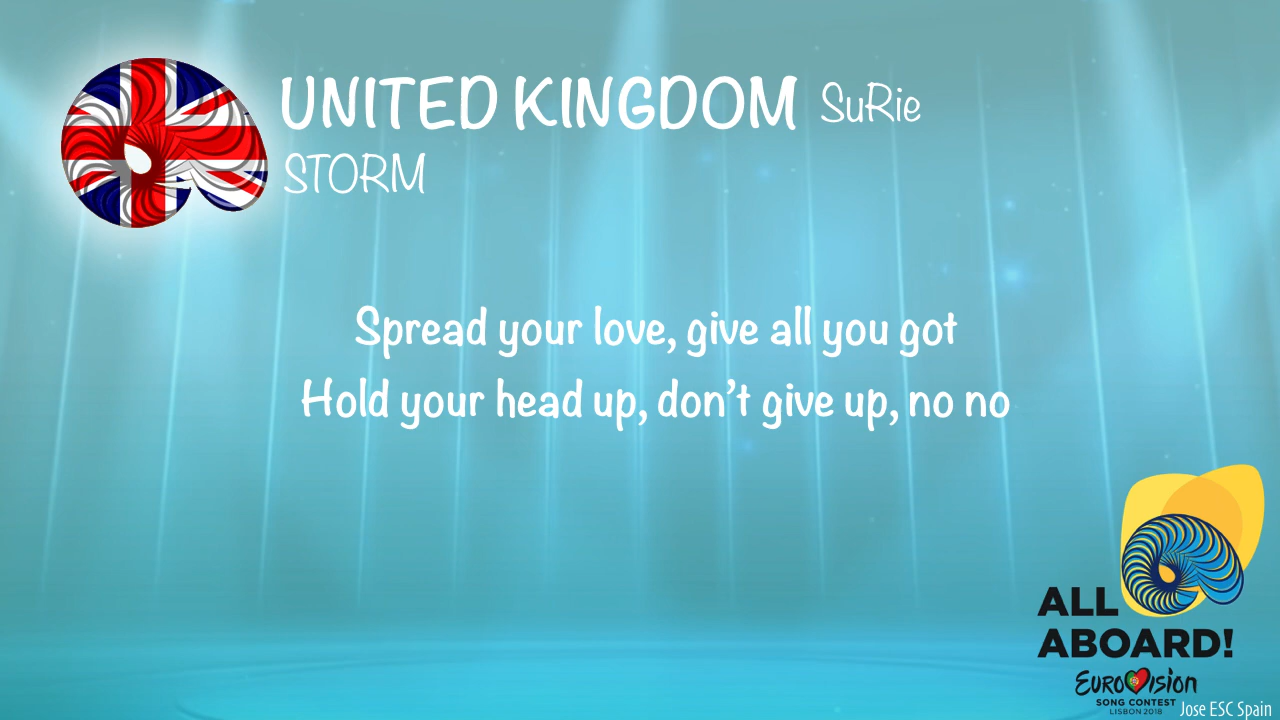 UNITED KINGDOM SuRie
STORM
Spread your love, give all you got
Hold your head up, don't give up, no no
ALL
ABOARD!
EUROVISION
SONG CONTEST
LISBON 2018
Jose ESC Spain